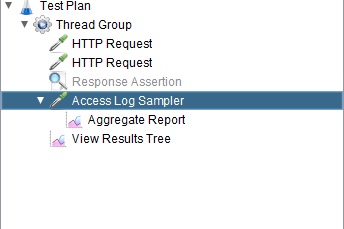 Test Plan
Thread Group
HTTP Request
HTTP Request
Response Assertion
Access Log Sampler
Aggregate Report
View Results Tree